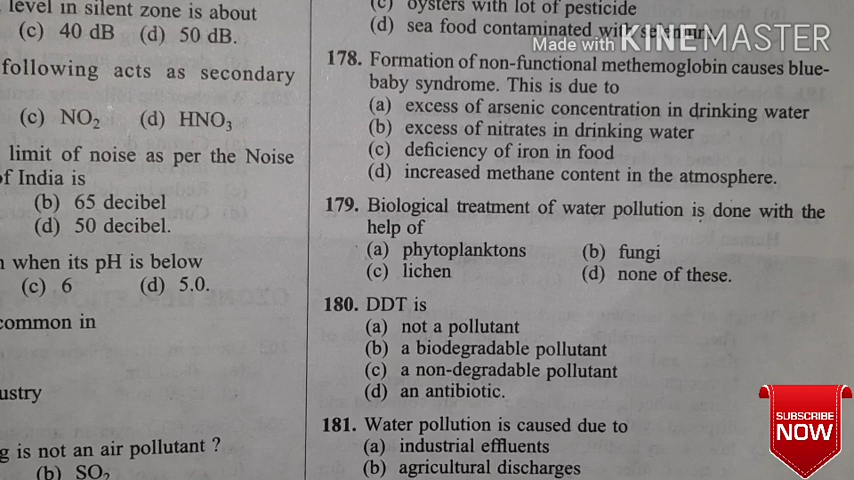 level in silent zone is about
(c) 40 dB (d) 50 dB.
following acts as secondary
(c) NO₂ (d) HNO₃
limit of noise as per the Noise
of India is
(b) 65 decibel
(d) 50 decibel.
when its pH is below
(c) 6 (d) 5.0.
common in
ustry
g is not an air pollutant ?
(b) SO₂
(c) oysters with lot of pesticide
(d) sea food contaminated with
Made with KINEMASTER
178. Formation of non-functional methemoglobin causes blue-
baby syndrome. This is due to
(a) excess of arsenic concentration in drinking water
(b) excess of nitrates in drinking water
(c) deficiency of iron in food
(d) increased methane content in the atmosphere.
179. Biological treatment of water pollution is done with the
help of
(a) phytoplanktons (b) fungi
(c) lichen (d) none of these.
180. DDT is
(a) not a pollutant
(b) a biodegradable pollutant
(c) a non-degradable pollutant
(d) an antibiotic.
181. Water pollution is caused due to
(a) industrial effluents
(b) agricultural discharges
SUBSCRIBE
NOW